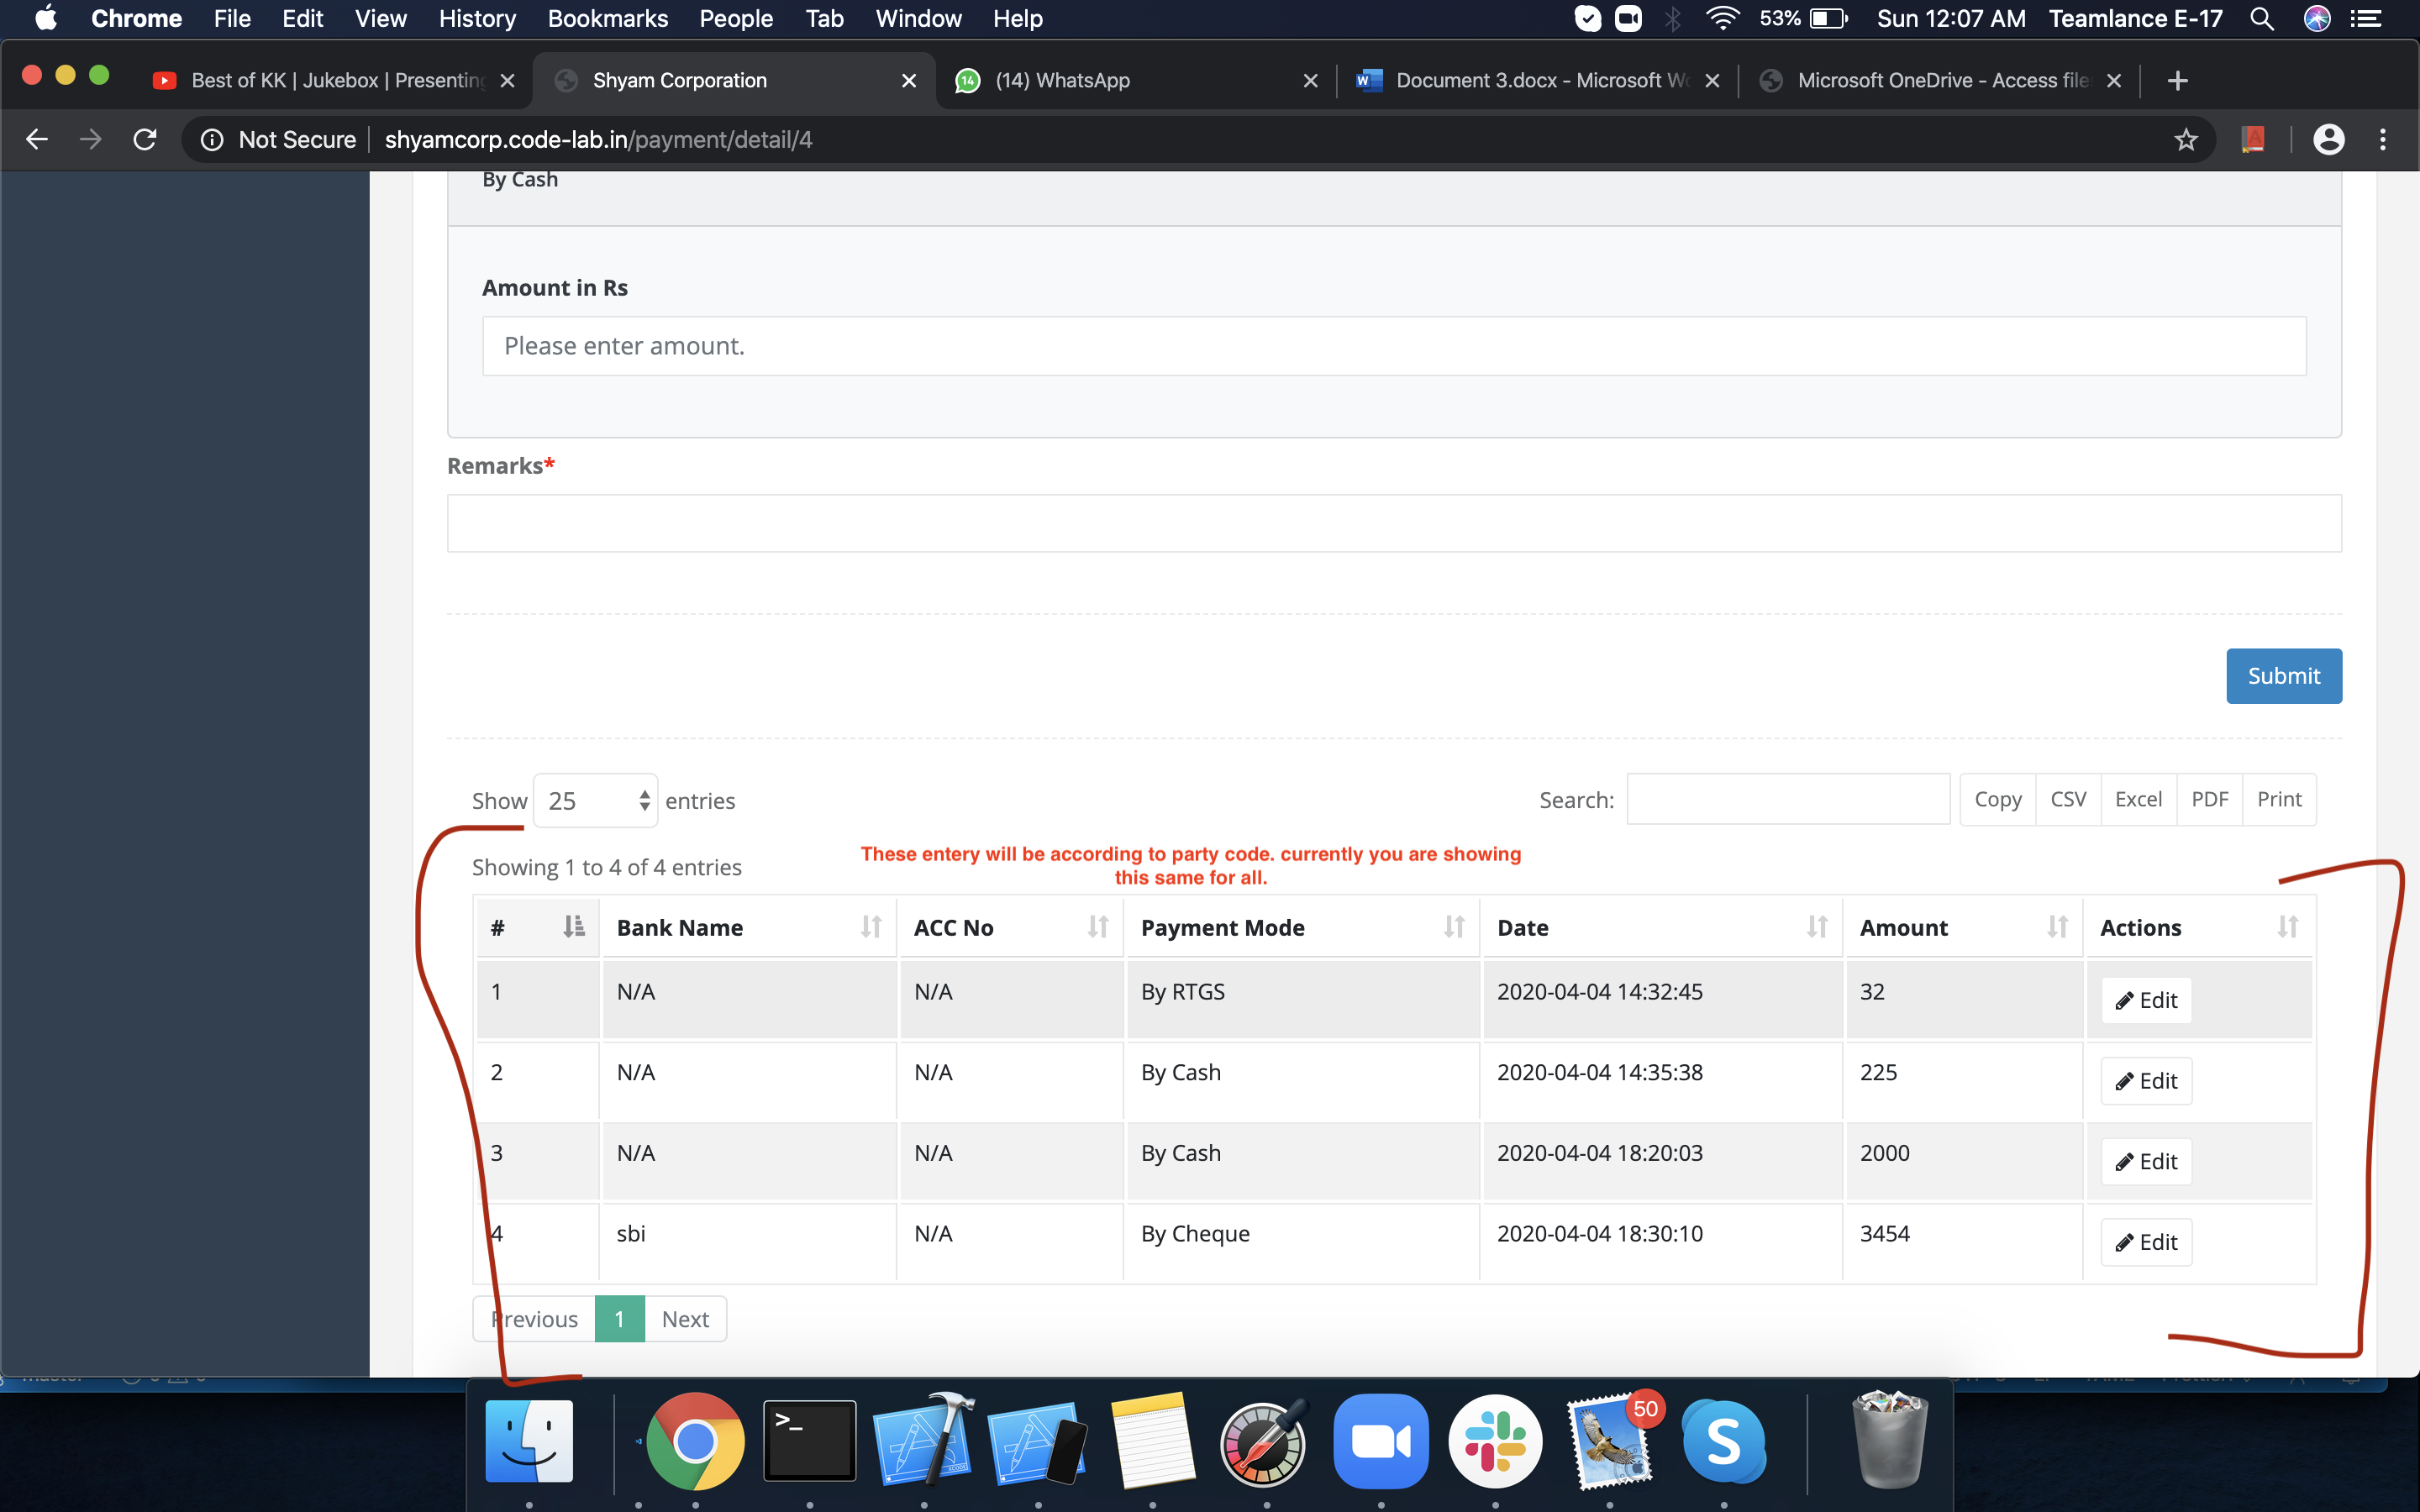 Chrome File Edit View History Bookmarks People Tab Window Help 53% Sun 12:07 AM Teamlance E-17
Best of KK | Jukebox | Presenting Shyam Corporation 14 (14) WhatsApp Document 3.docx - Microsoft Wo Microsoft OneDrive - Access file
Not Secure shyamcorp.code-lab.in/payment/detail/4
By Cash
Amount in Rs
Please enter amount.
Remarks*
Submit
Show 25 entries Search: Copy CSV Excel PDF Print
These entery will be according to party code. currently you are showing
this same for all.
Showing 1 to 4 of 4 entries
# Bank Name ACC No Payment Mode Date Amount Actions
1 N/A N/A By RTGS 2020-04-04 14:32:45 32 Edit
2 N/A N/A By Cash 2020-04-04 14:35:38 225 Edit
3 N/A N/A By Cash 2020-04-04 18:20:03 2000 Edit
4 sbi N/A By Cheque 2020-04-04 18:30:10 3454 Edit
Previous 1 Next
50